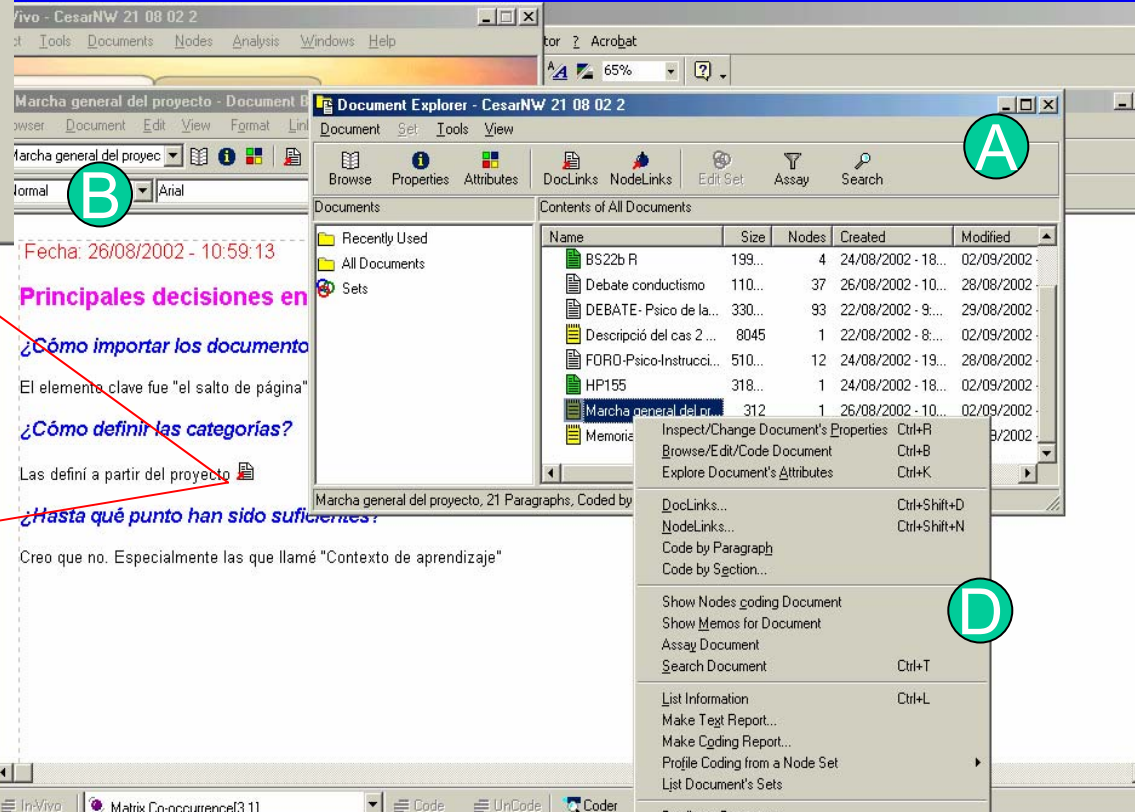 Vivo - CesarNW 21 08 02 2
Tools Documents Nodes Analysis Windows Help
tor ? Acrobat
65%
Marcha general del proyecto - Document B
Document Edit View Format Lin
Marcha general del proyec
Normal Arial
B
Fecha: 26/08/2002 - 10:59:13
Principales decisiones en
¿Cómo importar los documento
El elemento clave fue "el salto de página"
¿Cómo definir las categorías?
Las definí a partir del proyecto
¿Hasta qué punto han sido suficientes?
Creo que no. Especialmente las que llamé "Contexto de aprendizaje"
Document Explorer - CesarNW 21 08 02 2
A
Document Set Tools View
Browse Properties Attributes DocLinks NodeLinks Edit Set Assay Search
Documents Contents of All Documents
Recently Used
All Documents
Sets
Name Size Nodes Created Modified
BS22b R 199... 4 24/08/2002 - 18... 02/09/2002 -
Debate conductismo 110... 37 26/08/2002 - 10... 28/08/2002 -
DEBATE- Psico de la... 330... 93 22/08/2002 - 9:... 29/08/2002 -
Descripció del cas 2 ... 8045 1 22/08/2002 - 8:... 02/09/2002 -
FORO-Psico-Instrucci... 510... 12 24/08/2002 - 19... 28/08/2002 -
HP155 318... 1 24/08/2002 - 18... 02/09/2002 -
Marcha general del pr... 312 1 26/08/2002 - 10... 02/09/2002 -
Memoria 9/2002 -
Marcha general del proyecto, 21 Paragraphs, Coded by
Inspect/Change Document's Properties Ctrl+R
Browse/Edit/Code Document Ctrl+B
Explore Document's Attributes Ctrl+K
DocLinks... Ctrl+Shift+D
NodeLinks... Ctrl+Shift+N
Code by Paragraph
Code by Section...
Show Nodes coding Document
Show Memos for Document
Assay Document
Search Document Ctrl+T
D
List Information Ctrl+L
Make Text Report...
Make Coding Report...
Profile Coding from a Node Set
List Document's Sets
In-Vivo Matrix Co-occurrence[3 1] Code UnCode Coder